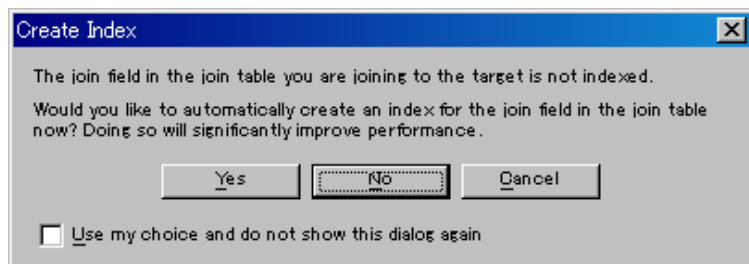 Create Index
The join field in the join table you are joining to the target is not indexed.
Would you like to automatically create an index for the join field in the join table
now? Doing so will significantly improve performance.
Yes No Cancel
Use my choice and do not show this dialog again